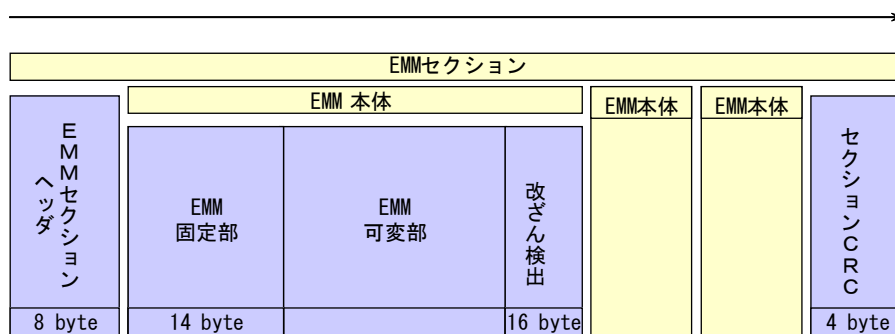 EMMセクション
EMM 本体
EMM本体
EMM本体
EMMセクション
ヘッダ
EMM
固定部
EMM
可変部
改ざん検出
セクションCRC
8 byte
14 byte
16 byte
4 byte